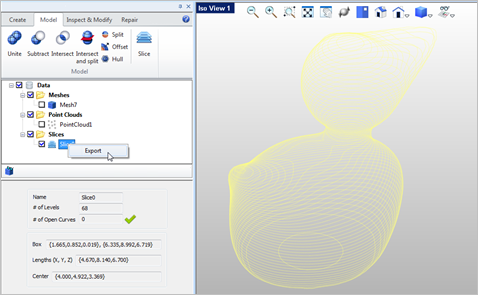 Iso View 1
Create Model Inspect & Modify Repair
Unite Subtract Intersect Intersect and split Split Offset Hull Slice
Model
Data
Meshes
Mesh7
Point Clouds
PointCloud1
Slices
Export
Name Slice0
# of Levels 68
# of Open Curves 0
Box {1.665,0.852,0.019}, {6.335,8.992,6.719}
Lengths (X, Y, Z) {4.670,8.140,6.700}
Center {4.000,4.922,3.369}